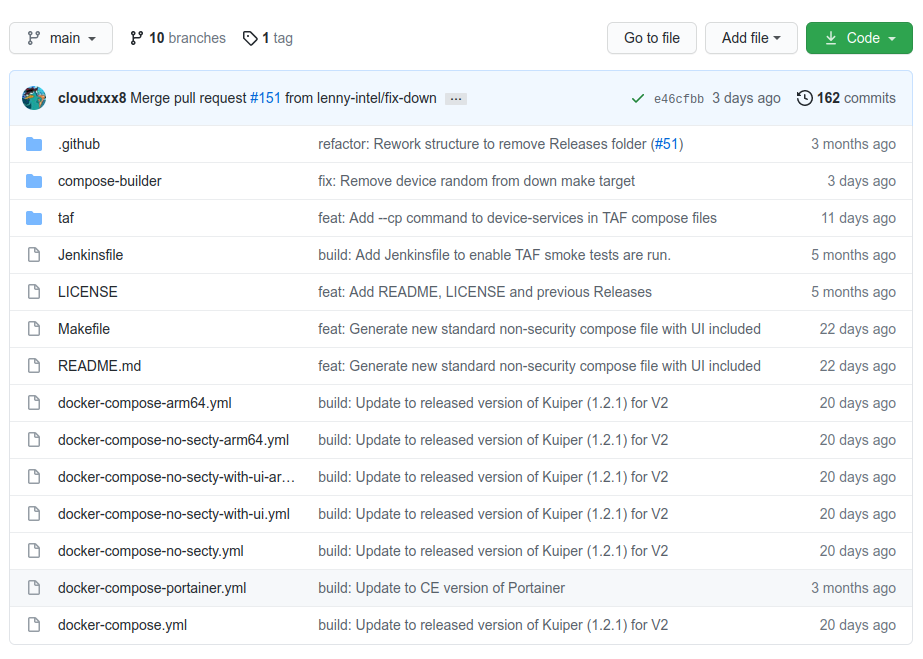 main 10 branches 1 tag Go to file Add file Code
cloudxxx8 Merge pull request #151 from lenny-intel/fix-down ... e46cfbb 3 days ago 162 commits
.github refactor: Rework structure to remove Releases folder (#51) 3 months ago
compose-builder fix: Remove device random from down make target 3 days ago
taf feat: Add --cp command to device-services in TAF compose files 11 days ago
Jenkinsfile build: Add Jenkinsfile to enable TAF smoke tests are run. 5 months ago
LICENSE feat: Add README, LICENSE and previous Releases 5 months ago
Makefile feat: Generate new standard non-security compose file with UI included 22 days ago
README.md feat: Generate new standard non-security compose file with UI included 22 days ago
docker-compose-arm64.yml build: Update to released version of Kuiper (1.2.1) for V2 20 days ago
docker-compose-no-secty-arm64.yml build: Update to released version of Kuiper (1.2.1) for V2 20 days ago
docker-compose-no-secty-with-ui-ar... build: Update to released version of Kuiper (1.2.1) for V2 20 days ago
docker-compose-no-secty-with-ui.yml build: Update to released version of Kuiper (1.2.1) for V2 20 days ago
docker-compose-no-secty.yml build: Update to released version of Kuiper (1.2.1) for V2 20 days ago
docker-compose-portainer.yml build: Update to CE version of Portainer 3 months ago
docker-compose.yml build: Update to released version of Kuiper (1.2.1) for V2 20 days ago